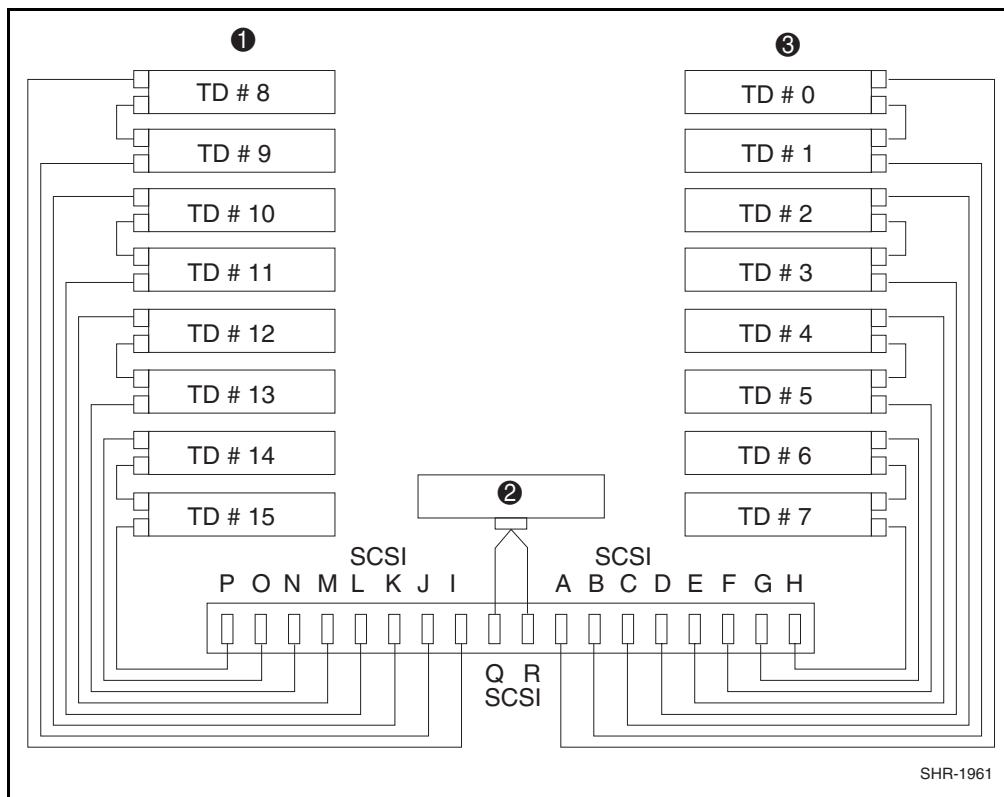 ❶ ❸
TD # 8 TD # 0
TD # 9 TD # 1
TD # 10 TD # 2
TD # 11 TD # 3
TD # 12 TD # 4
TD # 13 TD # 5
TD # 14 TD # 6
❷
TD # 15 TD # 7
SCSI SCSI
P O N M L K J I A B C D E F G H
Q R
SCSI
SHR-1961